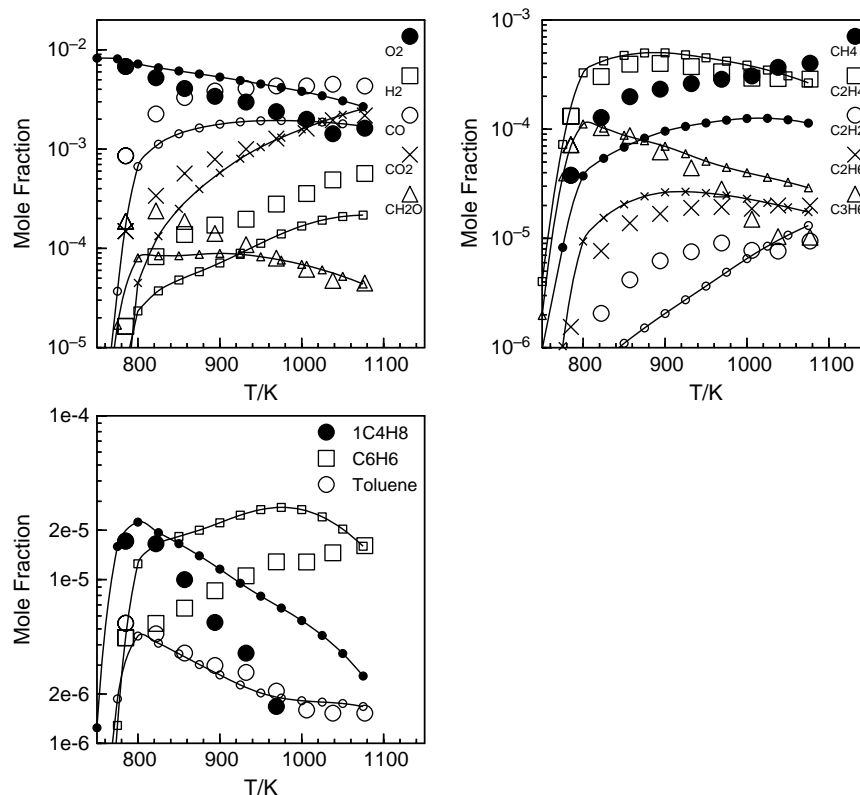 10⁻²
10⁻³
10⁻⁴
10⁻⁵
Mole Fraction
800
900
1000
1100
T/K
O2
H2
CO
CO2
CH2O
10⁻³
10⁻⁴
10⁻⁵
10⁻⁶
Mole Fraction
800
900
1000
1100
T/K
CH4
C2H4
C2H2
C2H6
C3H6
1e-4
2e-5
1e-5
2e-6
1e-6
Mole Fraction
800
900
1000
1100
T/K
1C4H8
C6H6
Toluene